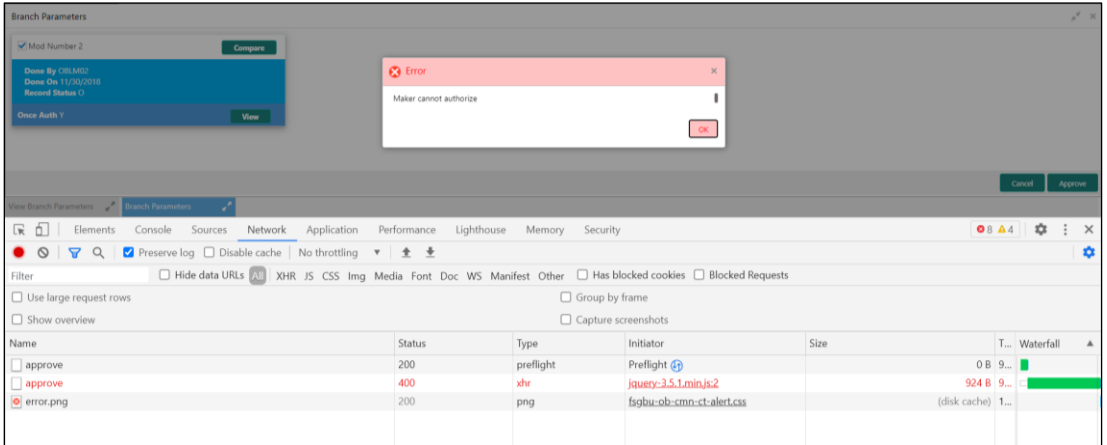 Branch Parameters
Mod Number 2 Compare
Done By OBLM02
Done On 11/30/2018
Record Status O
Once Auth Y View
Error
Maker cannot authorize
OK
Cancel Approve
View Branch Parameters Branch Parameters
Elements Console Sources Network Application Performance Lighthouse Memory Security 8 4
Preserve log Disable cache No throttling
Filter Hide data URLs All XHR JS CSS Img Media Font Doc WS Manifest Other Has blocked cookies Blocked Requests
Use large request rows Group by frame
Show overview Capture screenshots
Name Status Type Initiator Size T... Waterfall
approve 200 preflight Preflight 0 B 9...
approve 400 xhr jquery-3.5.1.min.js:2 924 B 9...
error.png 200 png fsgbu-ob-cmn-ct-alert.css (disk cache) 1...